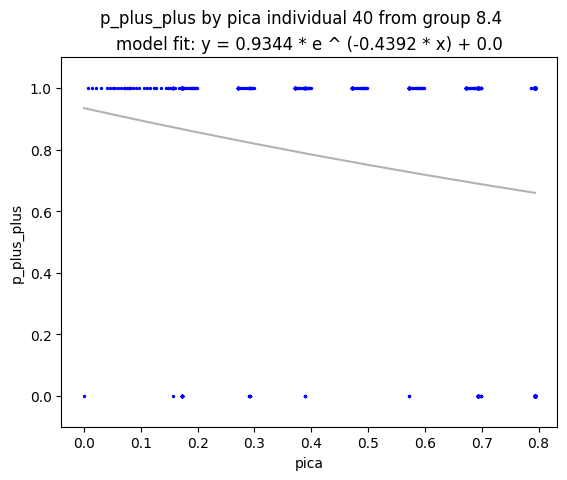 p_plus_plus by pica individual 40 from group 8.4
model fit: y = 0.9344 * e ^ (-0.4392 * x) + 0.0
1.0
0.8
0.6
0.4
0.2
0.0
p_plus_plus
0.0 0.1 0.2 0.3 0.4 0.5 0.6 0.7 0.8
pica